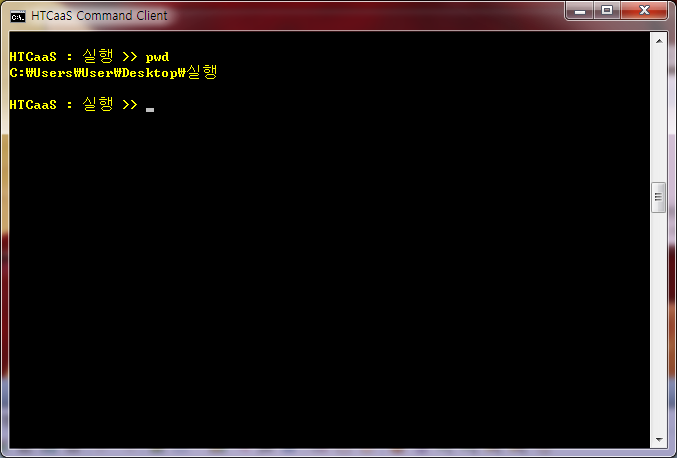 HTCaaS Command Client
HTCaaS : 실행 >> pwd
C:₩Users₩User₩Desktop₩실행
HTCaaS : 실행 >>